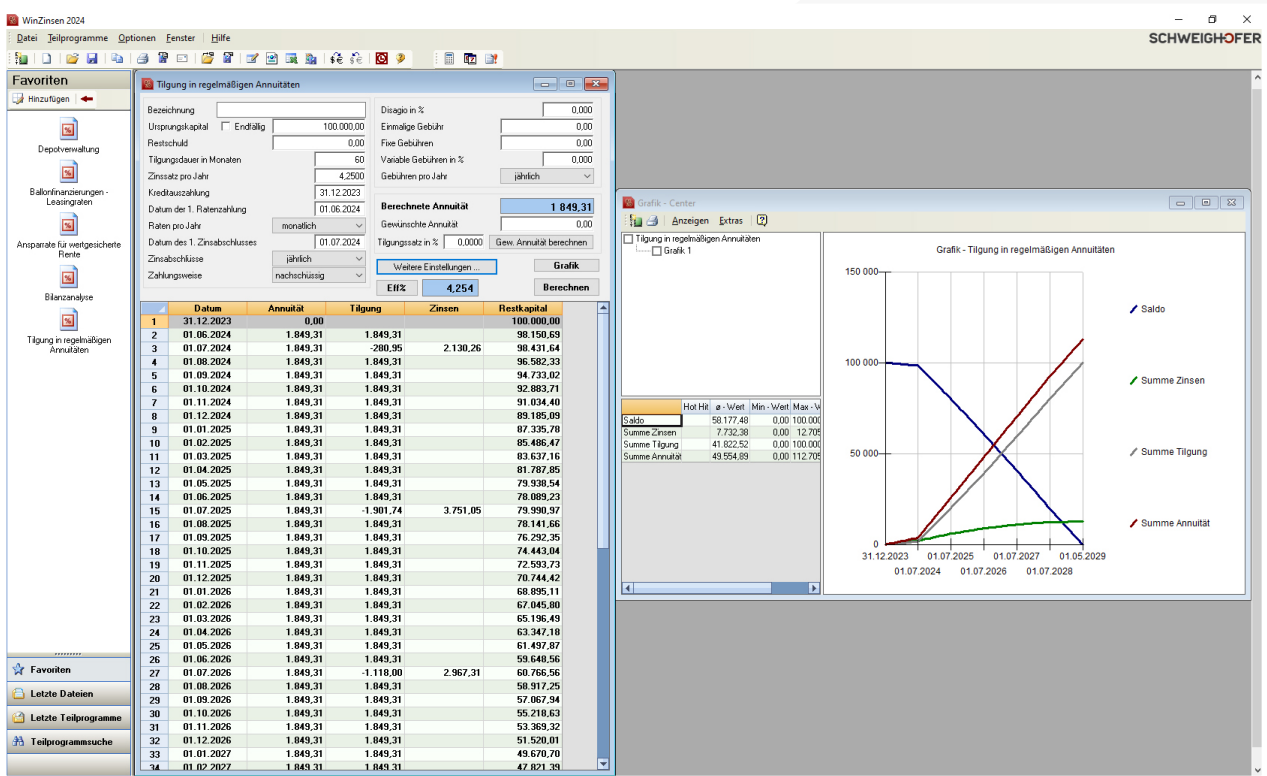 WinZinsen 2024
Datei Teilprogramme Optionen Fenster Hilfe
SCHWEIGHOFER
Favoriten
Hinzufügen
Depotverwaltung
Ballonfinanzierungen -
Leasingraten
Ansparrate für wertgesicherte
Rente
Bilanzanalyse
Tilgung in regelmäßigen
Annuitäten
Favoriten
Letzte Dateien
Letzte Teilprogramme
Teilprogrammsuche
Tilgung in regelmäßigen Annuitäten
Bezeichnung
Ursprungskapital Endfällig 100.000,00
Restschuld 0,00
Tilgungsdauer in Monaten 60
Zinssatz pro Jahr 4,2500
Kreditauszahlung 31.12.2023
Datum der 1. Ratenzahlung 01.06.2024
Raten pro Jahr monatlich
Datum des 1. Zinsabschlusses 01.07.2024
Zinsabschlüsse jährlich
Zahlungsweise nachschüssig
Disagio in % 0,000
Einmalige Gebühr 0,00
Fixe Gebühren 0,00
Variable Gebühren in % 0,000
Gebühren pro Jahr jährlich
Berechnete Annuität 1 849,31
Gewünschte Annuität 0,00
Tilgungssatz in % 0,0000 Gew. Annuität berechnen
Weitere Einstellungen ... Grafik
Eff% 4,254 Berechnen
Datum Annuität Tilgung Zinsen Restkapital
1 31.12.2023 0,00 100.000,00
2 01.06.2024 1.849,31 1.849,31 98.150,69
3 01.07.2024 1.849,31 -280,95 2.130,26 98.431,64
4 01.08.2024 1.849,31 1.849,31 96.582,33
5 01.09.2024 1.849,31 1.849,31 94.733,02
6 01.10.2024 1.849,31 1.849,31 92.883,71
7 01.11.2024 1.849,31 1.849,31 91.034,40
8 01.12.2024 1.849,31 1.849,31 89.185,09
9 01.01.2025 1.849,31 1.849,31 87.335,78
10 01.02.2025 1.849,31 1.849,31 85.486,47
11 01.03.2025 1.849,31 1.849,31 83.637,16
12 01.04.2025 1.849,31 1.849,31 81.787,85
13 01.05.2025 1.849,31 1.849,31 79.938,54
14 01.06.2025 1.849,31 1.849,31 78.089,23
15 01.07.2025 1.849,31 -1.901,74 3.751,05 79.990,97
16 01.08.2025 1.849,31 1.849,31 78.141,66
17 01.09.2025 1.849,31 1.849,31 76.292,35
18 01.10.2025 1.849,31 1.849,31 74.443,04
19 01.11.2025 1.849,31 1.849,31 72.593,73
20 01.12.2025 1.849,31 1.849,31 70.744,42
21 01.01.2026 1.849,31 1.849,31 68.895,11
22 01.02.2026 1.849,31 1.849,31 67.045,80
23 01.03.2026 1.849,31 1.849,31 65.196,49
24 01.04.2026 1.849,31 1.849,31 63.347,18
25 01.05.2026 1.849,31 1.849,31 61.497,87
26 01.06.2026 1.849,31 1.849,31 59.648,56
27 01.07.2026 1.849,31 -1.118,00 2.967,31 60.766,56
28 01.08.2026 1.849,31 1.849,31 58.917,25
29 01.09.2026 1.849,31 1.849,31 57.067,94
30 01.10.2026 1.849,31 1.849,31 55.218,63
31 01.11.2026 1.849,31 1.849,31 53.369,32
32 01.12.2026 1.849,31 1.849,31 51.520,01
33 01.01.2027 1.849,31 1.849,31 49.670,70
34 01.02.2027 1.849,31 1.849,31 47.821,39
Grafik - Center
Anzeigen Extras
Tilgung in regelmäßigen Annuitäten
Grafik 1
Hot Hit ø - Wert Min - Wert Max - W
Saldo 58.177,48 0,00 100.000
Summe Zinsen 7.732,38 0,00 12.705
Summe Tilgung 41.822,52 0,00 100.000
Summe Annuität 49.554,89 0,00 112.705
Grafik - Tilgung in regelmäßigen Annuitäten
150 000
100 000
50 000
0
31.12.2023 01.07.2025 01.07.2027 01.05.2029
01.07.2024 01.07.2026 01.07.2028
Saldo
Summe Zinsen
Summe Tilgung
Summe Annuität